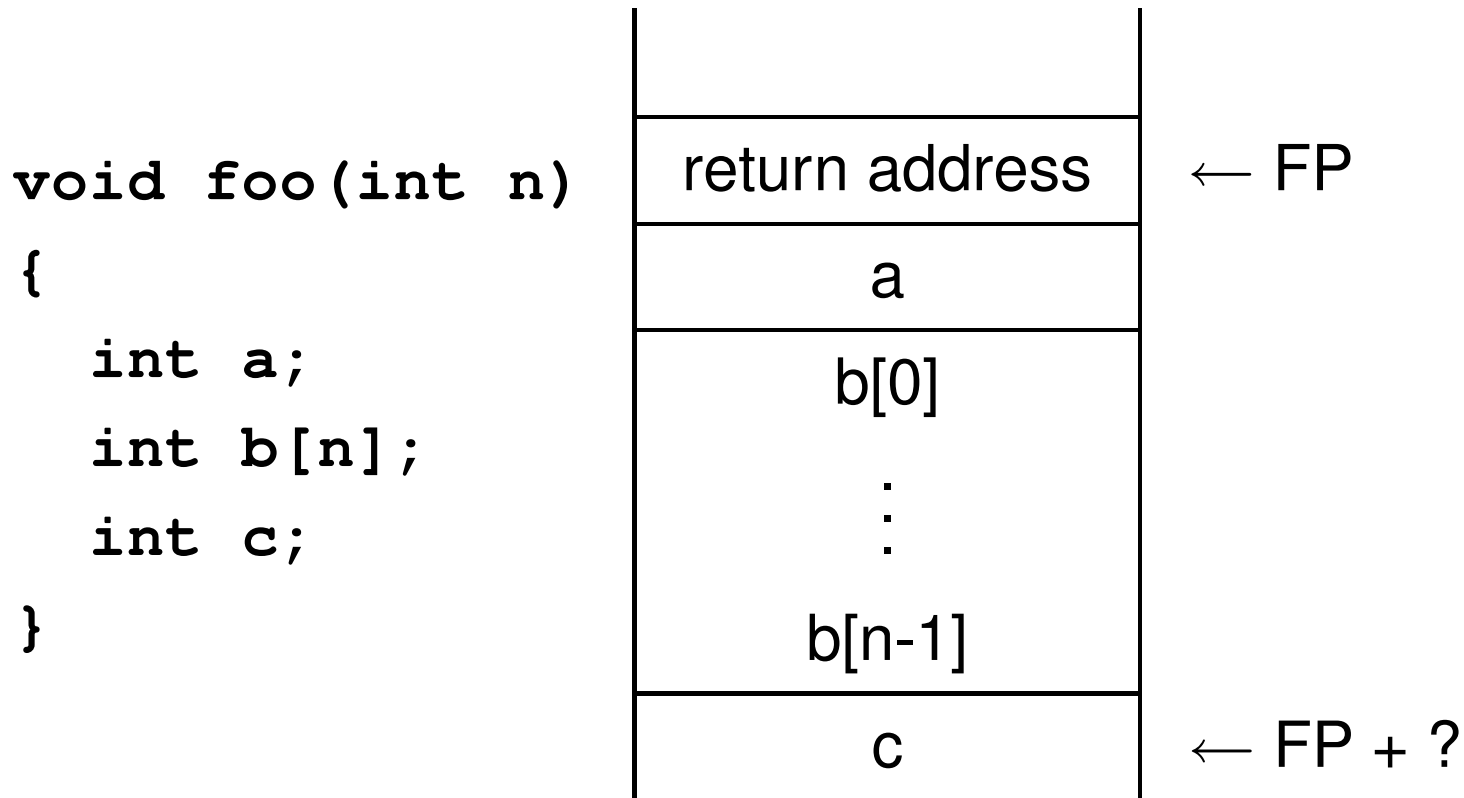 void foo(int n)
{
int a;
int b[n];
int c;
}
return address
a
b[0]
:
b[n-1]
c
← FP
← FP + ?